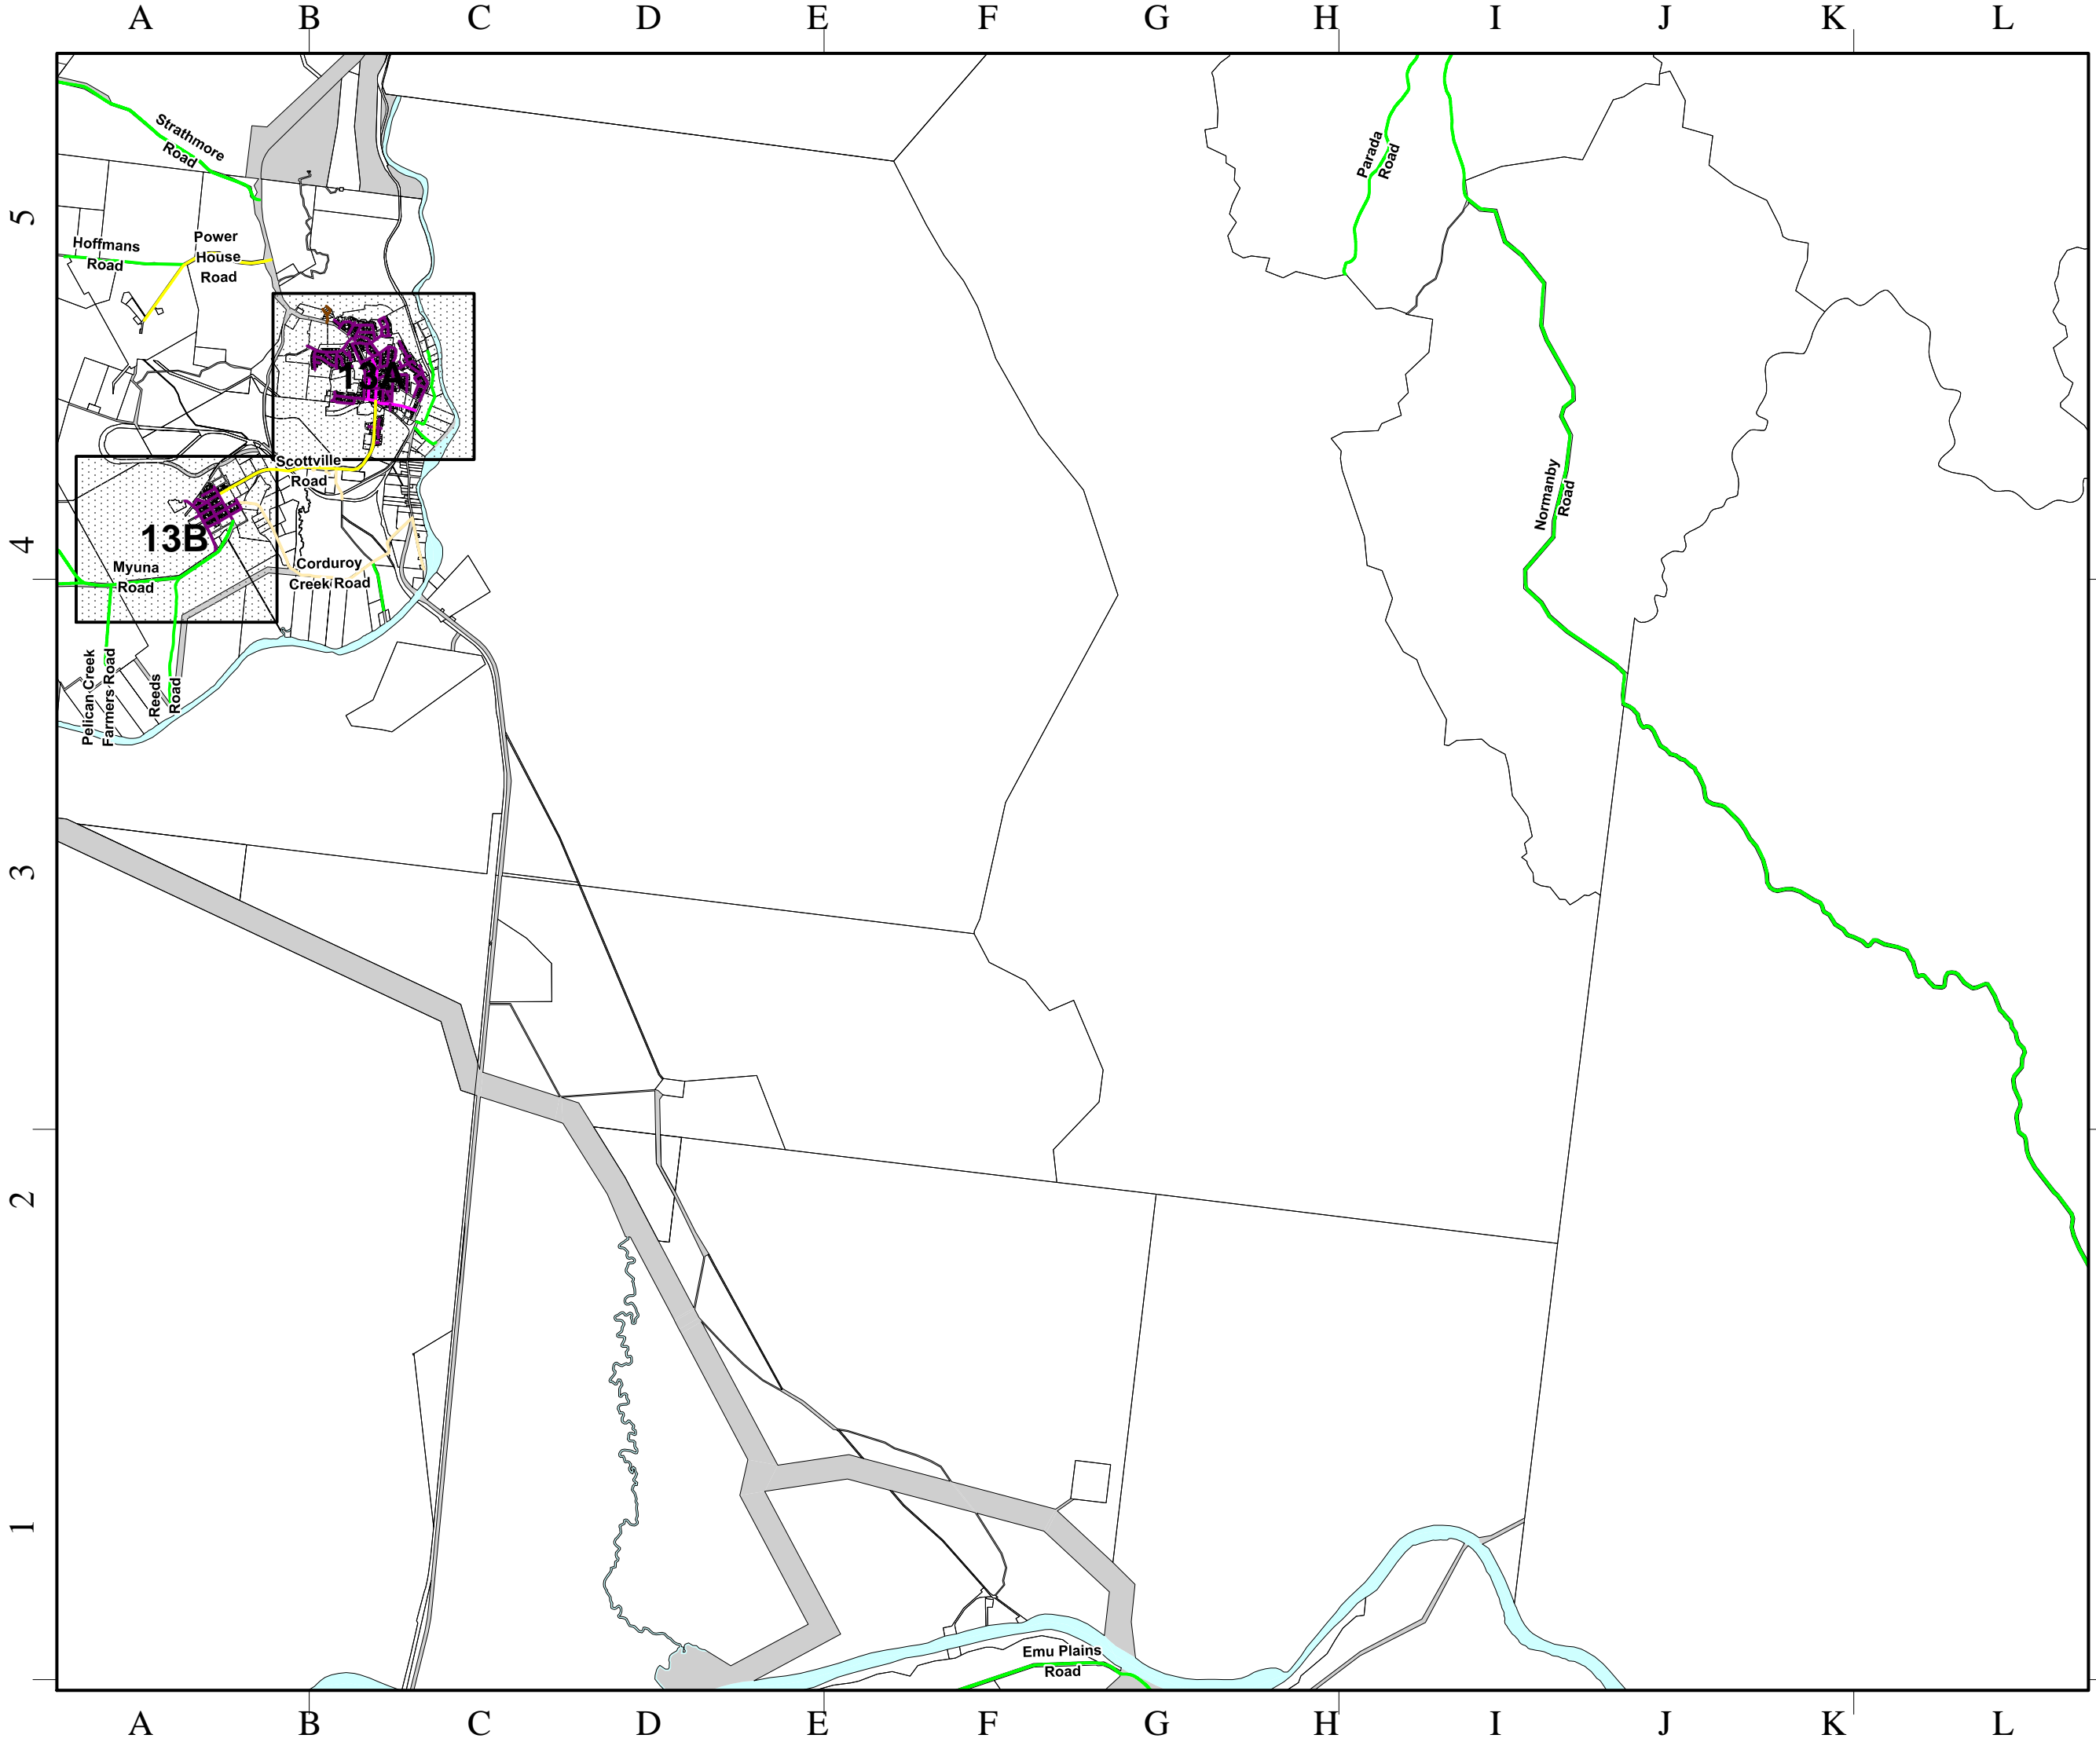 A B C D E F G H I J K L
Strathmore
Road
Parada
Road
5
Hoffmans
Road
Power
House
Road
13A
Scottville
Road
Normanby
Road
13B
4
Myuna
Road
Corduroy
Creek Road
Pelican Creek
Farmers Road
Reeds
Road
3
2
1
Emu Plains
Road
A B C D E F G H I J K L